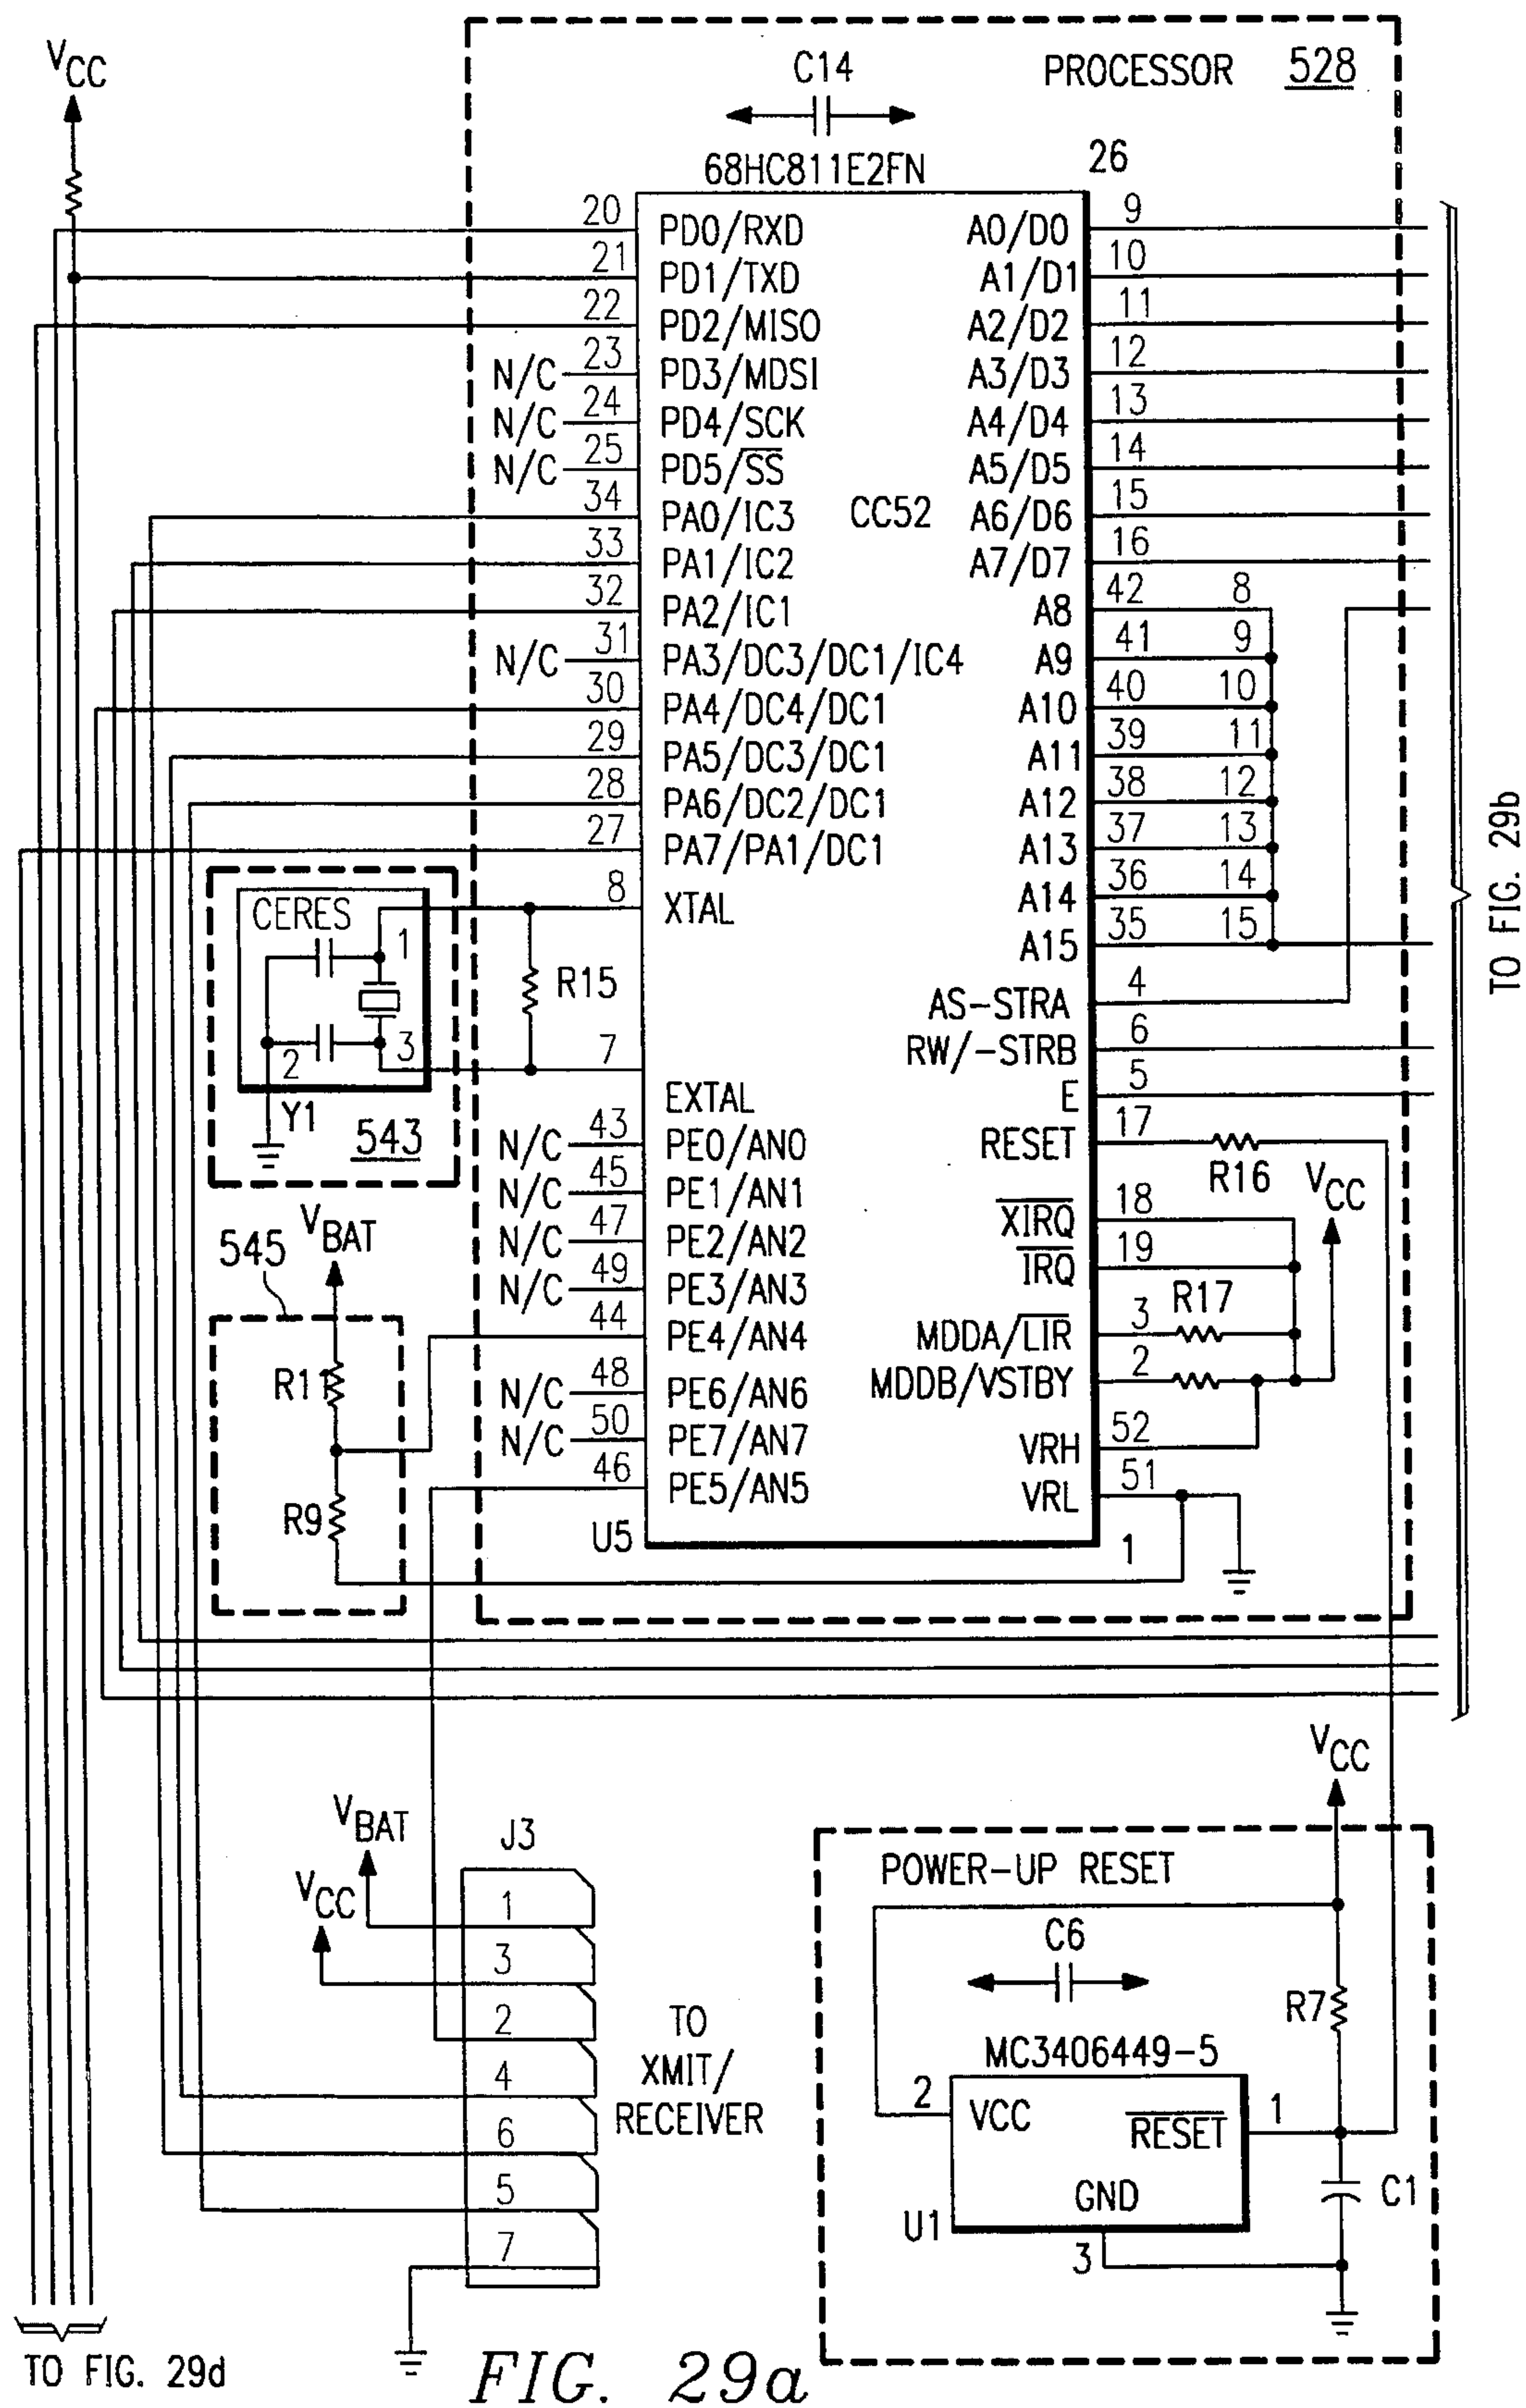 VCC
C14
PROCESSOR 528
68HC811E2FN
26
20 PD0/RXD A0/D0 9
21 PD1/TXD A1/D1 10
22 PD2/MISO A2/D2 11
N/C 23 PD3/MDSI A3/D3 12
N/C 24 PD4/SCK A4/D4 13
N/C 25 PD5/S̅S̅ A5/D5 14
34 PA0/IC3 CC52 A6/D6 15
33 PA1/IC2 A7/D7 16
32 PA2/IC1 A8 42 8
N/C 31 PA3/DC3/DC1/IC4 A9 41 9
30 PA4/DC4/DC1 A10 40 10
29 PA5/DC3/DC1 A11 39 11
28 PA6/DC2/DC1 A12 38 12
27 PA7/PA1/DC1 A13 37 13
A14 36 14
CERES 1 8 XTAL A15 35 15
R15
AS-STRA 4
2 3 7 RW/-STRB 6
EXTAL E 5
Y1 543
N/C 43 PE0/AN0 RESET 17
R16 VCC
N/C 45 PE1/AN1 X̅I̅R̅Q̅ 18
N/C 47 PE2/AN2 I̅R̅Q̅ 19
545 VBAT
N/C 49 PE3/AN3
R17
44 PE4/AN4 MDDA/L̅I̅R̅ 3
R11 N/C 48 PE6/AN6 MDDB/VSTBY 2
N/C 50 PE7/AN7 VRH 52
R9 46 PE5/AN5 VRL 51
U5 1
TO FIG. 29b
VBAT
VCC
J3
1
3
2
4
6
5
7
TO
XMIT/
RECEIVER
VCC
POWER-UP RESET
C6
R7
MC3406449-5
2 VCC R̅E̅S̅E̅T̅ 1
GND
U1
3
C1
TO FIG. 29d
FIG. 29a